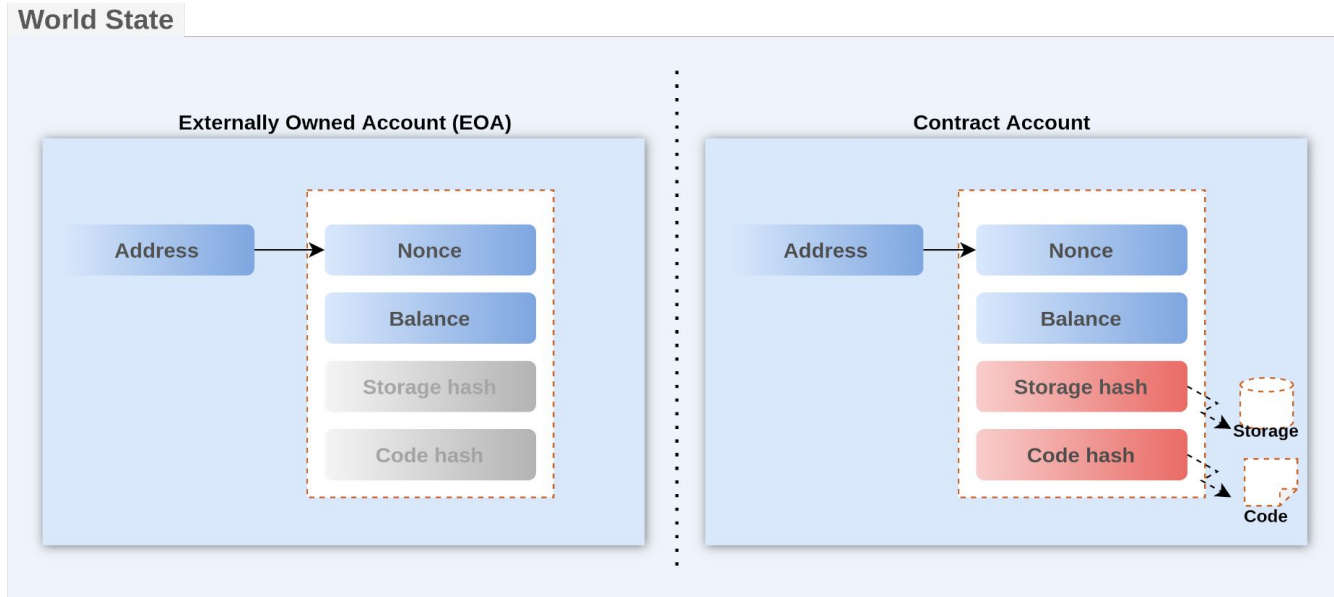 World State
Externally Owned Account (EOA)
Address
Nonce
Balance
Storage hash
Code hash
Contract Account
Address
Nonce
Balance
Storage hash
Code hash
Storage
Code